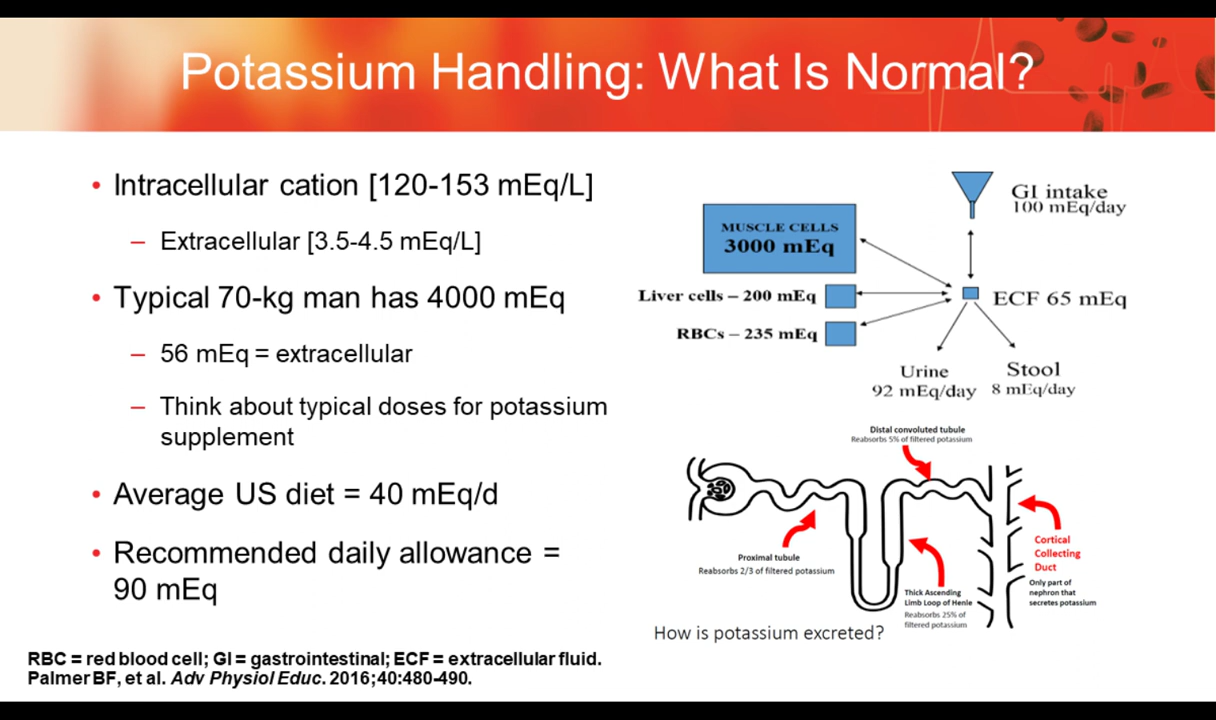 Potassium Handling: What Is Normal?
• Intracellular cation [120-153 mEq/L]
– Extracellular [3.5-4.5 mEq/L]
• Typical 70-kg man has 4000 mEq
– 56 mEq = extracellular
– Think about typical doses for potassium
supplement
• Average US diet = 40 mEq/d
• Recommended daily allowance =
90 mEq
RBC = red blood cell; GI = gastrointestinal; ECF = extracellular fluid.
Palmer BF, et al. Adv Physiol Educ. 2016;40:480-490.
GI intake
100 mEq/day
MUSCLE CELLS
3000 mEq
Liver cells – 200 mEq
ECF 65 mEq
RBCs – 235 mEq
Urine
92 mEq/day
Stool
8 mEq/day
Distal convoluted tubule
Reabsorbs 5% of filtered potassium
Proximal tubule
Reabsorbs 2/3 of filtered potassium
Thick Ascending
Limb Loop of Henle
Reabsorbs 25% of
filtered potassium
Cortical
Collecting
Duct
Only part of
nephron that
secretes potassium
How is potassium excreted?